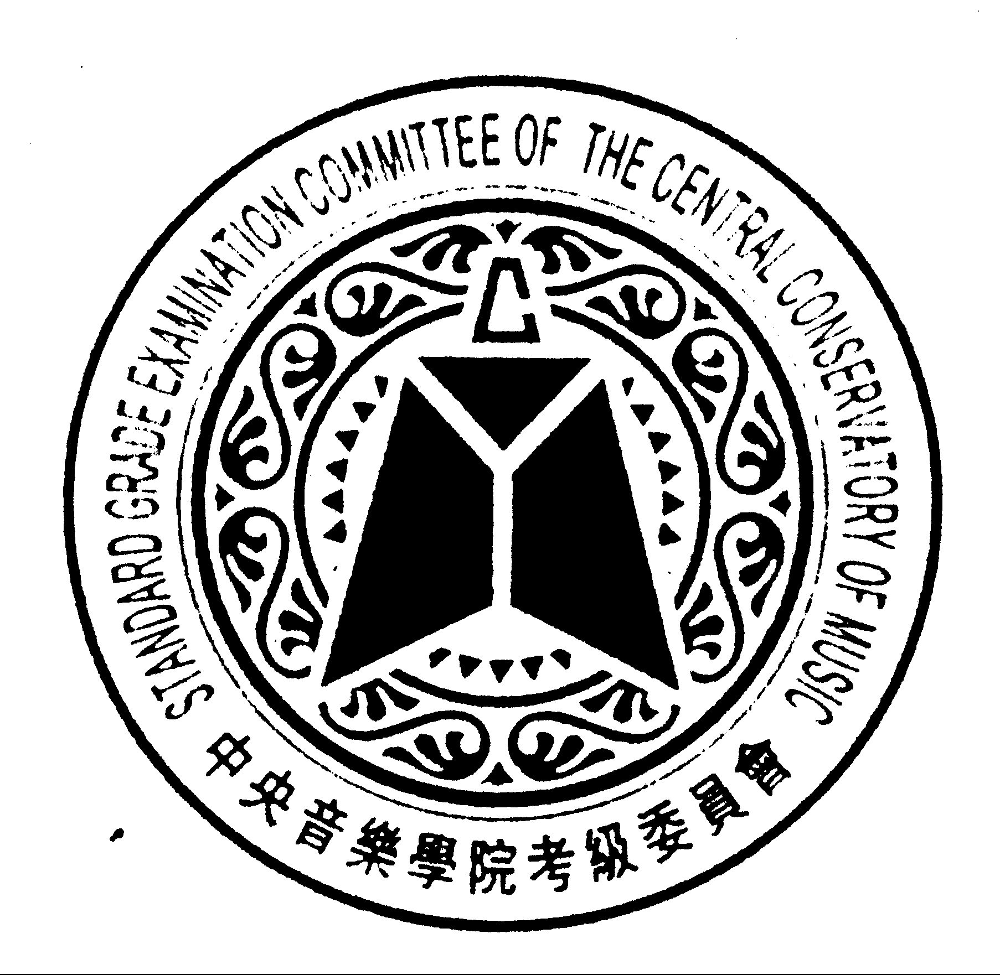 STANDARD GRADE EXAMINATION COMMITTEE OF THE CENTRAL CONSERVATORY OF MUSIC
中央音樂學院考級委員會